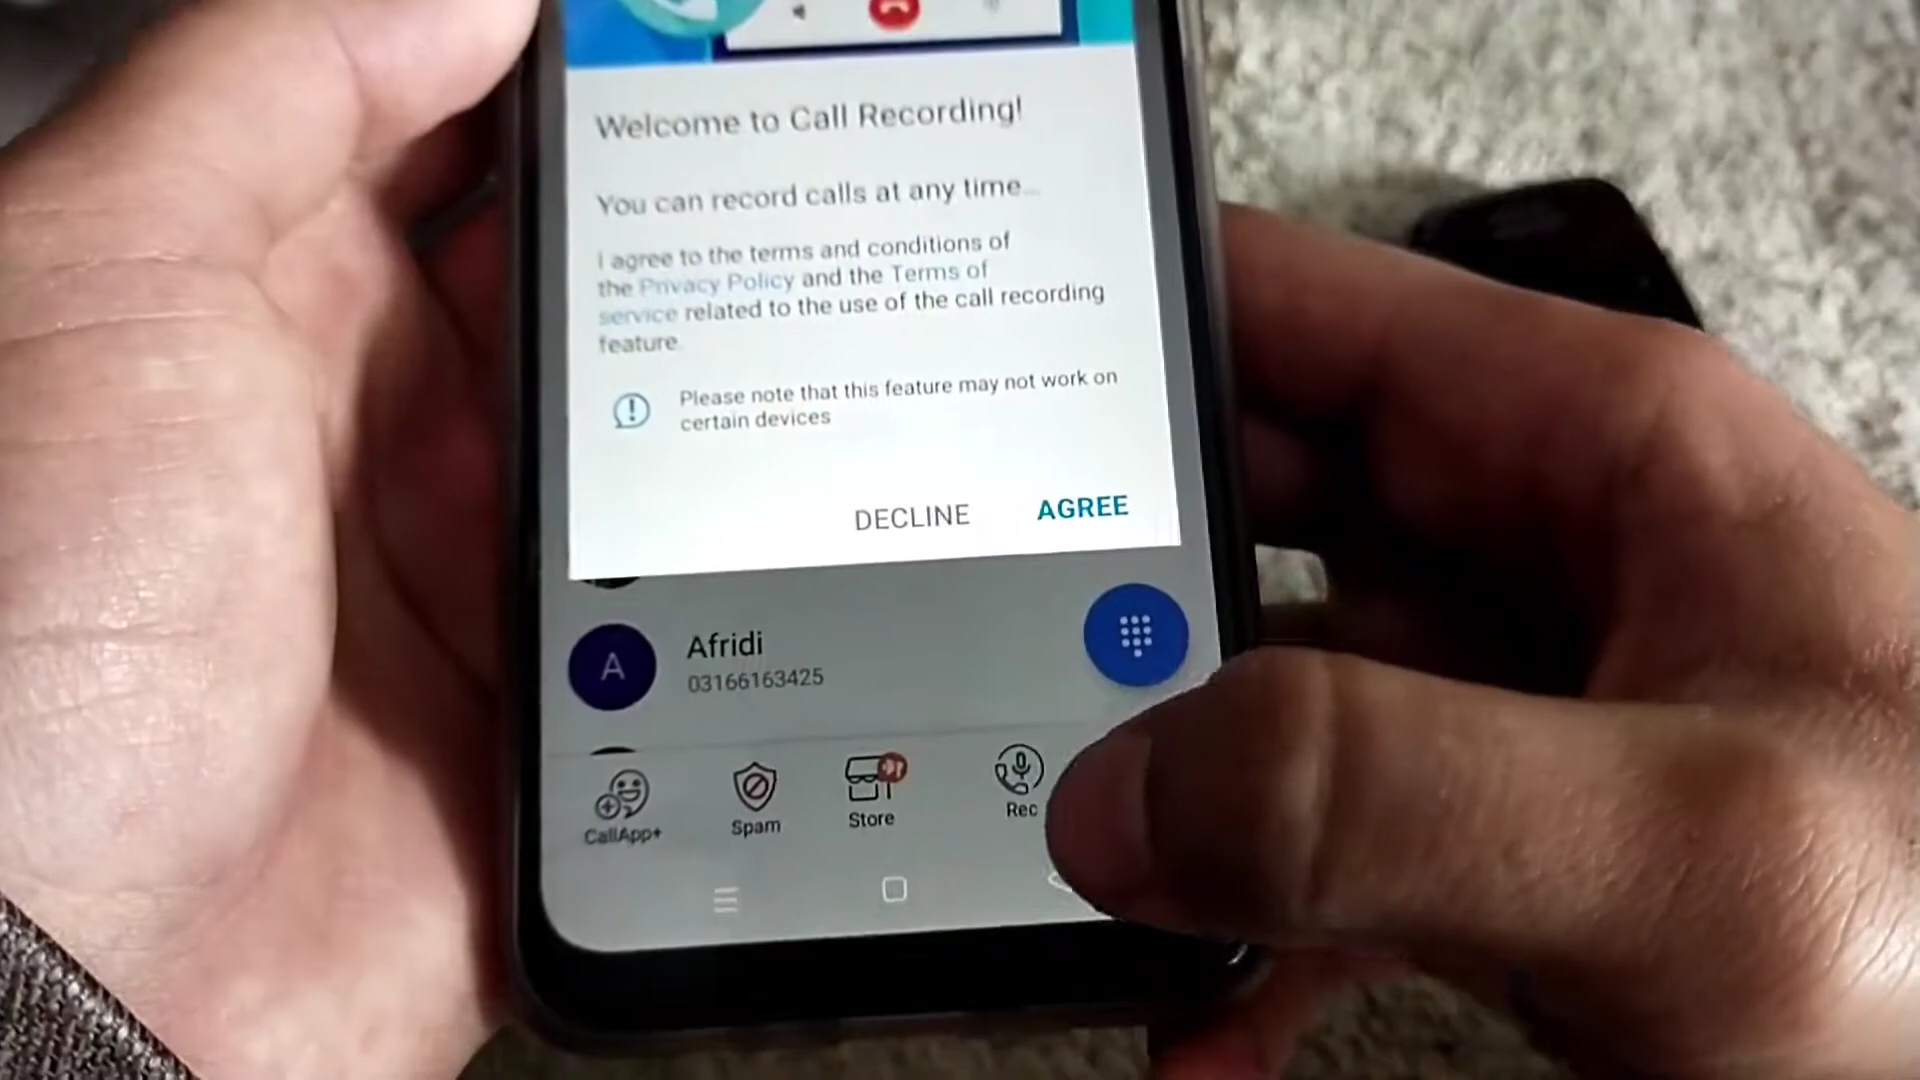 Welcome to Call Recording!
You can record calls at any time...
I agree to the terms and conditions of
the Privacy Policy and the Terms of
service related to the use of the call recording
feature.
Please note that this feature may not work on
certain devices
DECLINE AGREE
A
Afridi
03166163425
CallApp+ Spam Store Rec